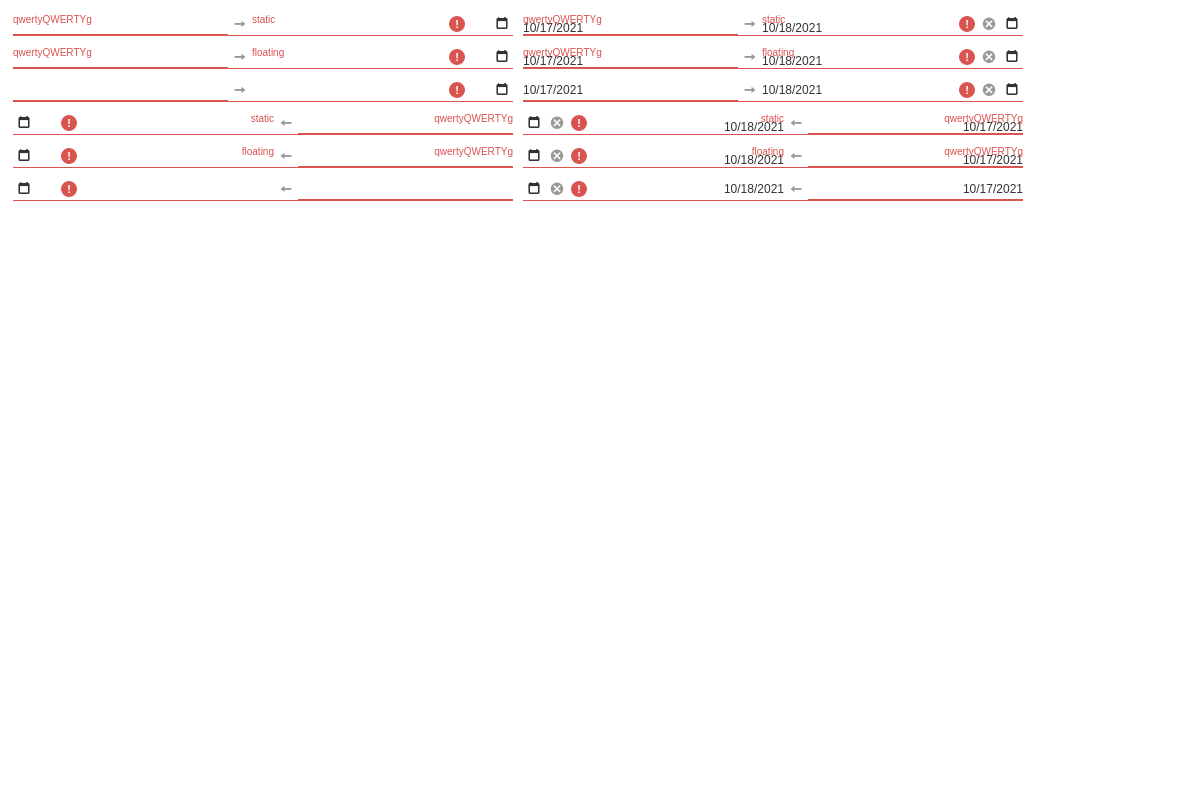 qwertyQWERTYg static qwertyQWERTYg static
10/17/2021 10/18/2021
qwertyQWERTYg floating qwertyQWERTYg floating
10/17/2021 10/18/2021
10/17/2021 10/18/2021
static qwertyQWERTYg static qwertyQWERTYg
10/18/2021 10/17/2021
floating qwertyQWERTYg floating qwertyQWERTYg
10/18/2021 10/17/2021
10/18/2021 10/17/2021